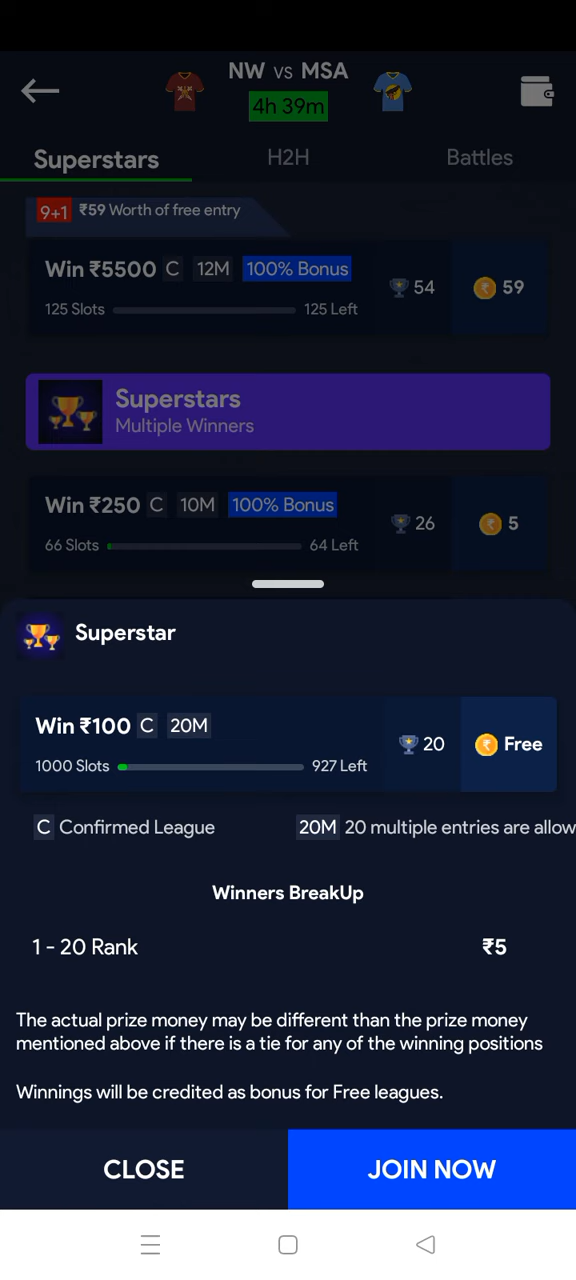 NW vs MSA
4h 39m
Superstars H2H Battles
9+1 ₹59 Worth of free entry
Win ₹5500 C 12M 100% Bonus 54 59
125 Slots 125 Left
Superstars
Multiple Winners
Win ₹250 C 10M 100% Bonus 26 5
66 Slots 64 Left
Superstar
Win ₹100 C 20M 20 Free
1000 Slots 927 Left
C Confirmed League 20M 20 multiple entries are allow
Winners BreakUp
1 - 20 Rank ₹5
The actual prize money may be different than the prize money
mentioned above if there is a tie for any of the winning positions
Winnings will be credited as bonus for Free leagues.
CLOSE JOIN NOW